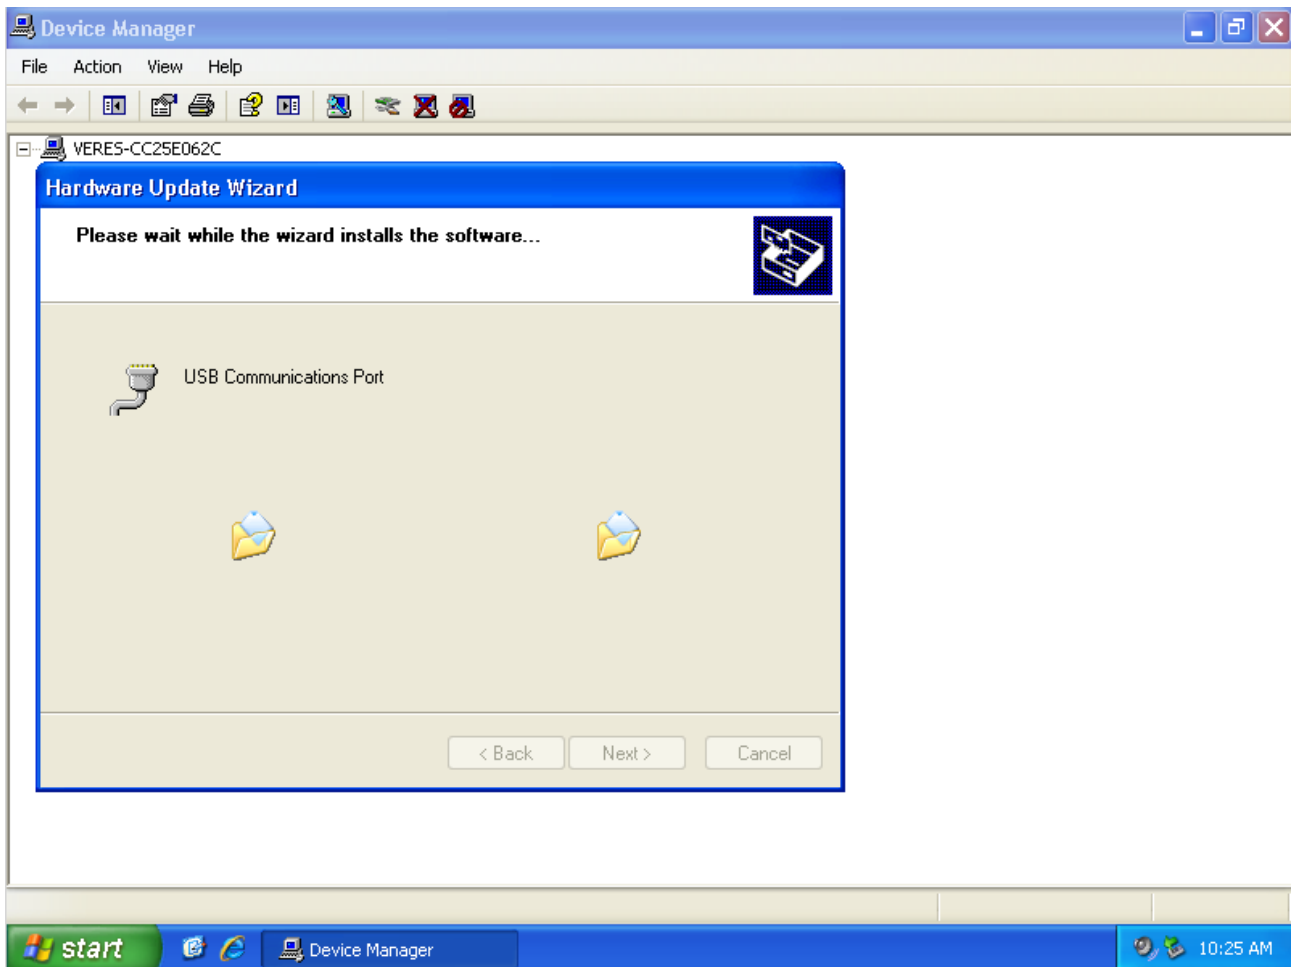 Device Manager
File Action View Help
VERES-CC25E062C
Hardware Update Wizard
Please wait while the wizard installs the software...
USB Communications Port
< Back Next > Cancel
start Device Manager 10:25 AM